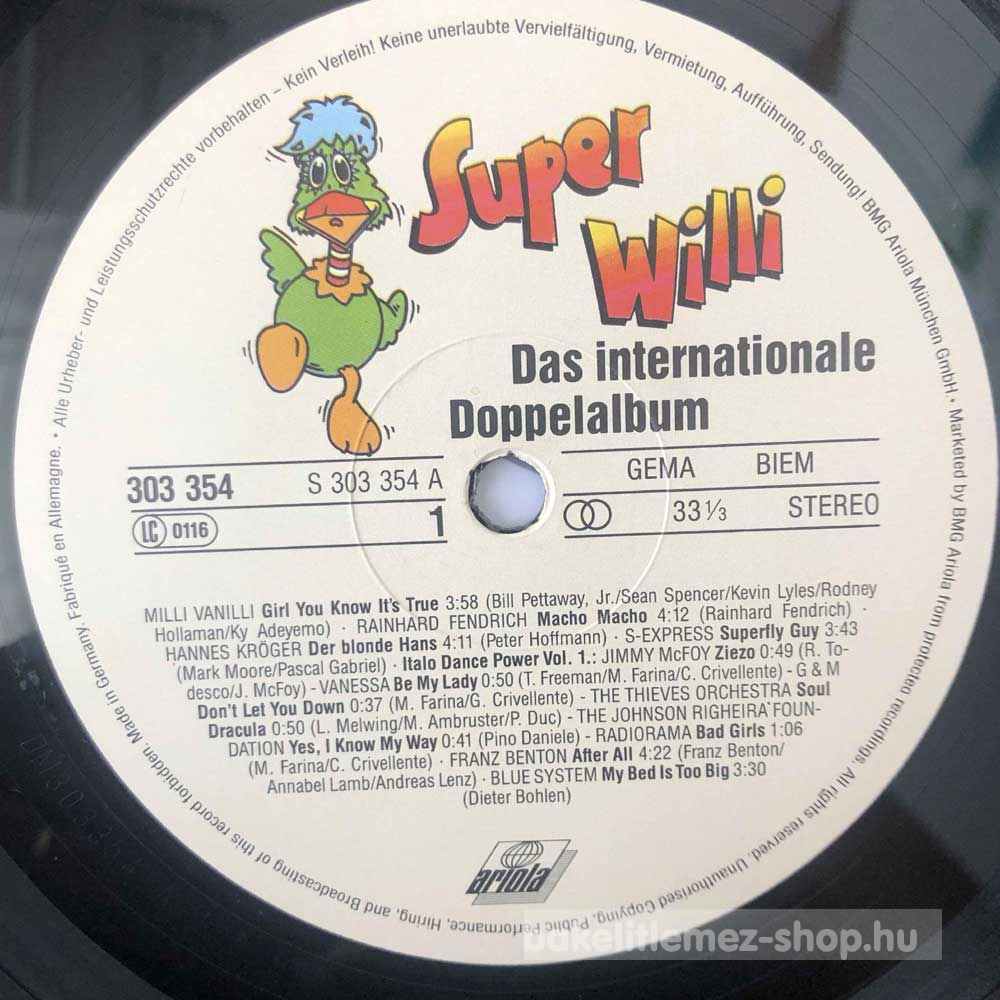 Alle Urheber- und Leistungsschutzrechte vorbehalten – Kein Verleih! Keine unerlaubte Vervielfältigung, Vermietung, Aufführung, Sendung! BMG Ariola München GmbH. • Marketed by BMG Ariola from protected recordings. All rights reserved. Unauthorised Copying, Public Performance, Hiring, and Broadcasting of this record forbidden. Made in Germany, Fabriqué en Allemagne. •
Super
Willi
Das internationale
Doppelalbum
303 354 S 303 354 A GEMA BIEM
LC 0116 1 33 1/3 STEREO
MILLI VANILLI Girl You Know It's True 3:58 (Bill Pettaway, Jr./Sean Spencer/Kevin Lyles/Rodney
Hollaman/Ky Adeyemo) · RAINHARD FENDRICH Macho Macho 4:12 (Rainhard Fendrich) ·
HANNES KRÖGER Der blonde Hans 4:11 (Peter Hoffmann) · S-EXPRESS Superfly Guy 3:43
(Mark Moore/Pascal Gabriel) · Italo Dance Power Vol. 1.: JIMMY McFOY Ziezo 0:49 (R. To-
desco/J. McFoy) - VANESSA Be My Lady 0:50 (T. Freeman/M. Farina/C. Crivellente) - G & M
Don't Let You Down 0:37 (M. Farina/G. Crivellente) - THE THIEVES ORCHESTRA Soul
Dracula 0:50 (L. Melwing/M. Ambruster/P. Duc) - THE JOHNSON RIGHEIRA FOUN-
DATION Yes, I Know My Way 0:41 (Pino Daniele) - RADIORAMA Bad Girls 1:06
(M. Farina/C. Crivellente) · FRANZ BENTON After All 4:22 (Franz Benton/
Annabel Lamb/Andreas Lenz) · BLUE SYSTEM My Bed Is Too Big 3:30
(Dieter Bohlen)
ariola
bakelitlemez-shop.hu